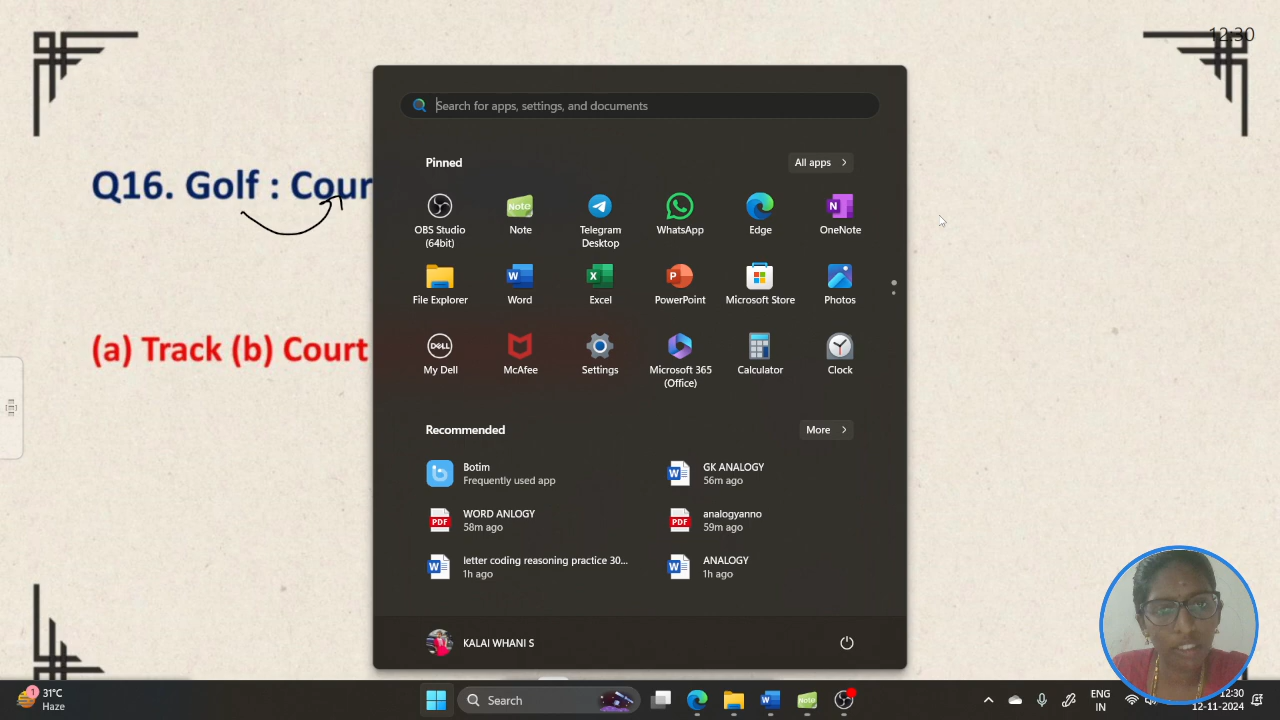 12:30
Q16. Golf : Cour
(a) Track (b) Court
Search for apps, settings, and documents
Pinned
All apps
OBS Studio
(64bit)
Note
Note
Telegram
Desktop
WhatsApp
Edge
OneNote
File Explorer
Word
Excel
PowerPoint
Microsoft Store
Photos
DELL
My Dell
McAfee
Settings
Microsoft 365
(Office)
Calculator
Clock
Recommended
More
Botim
Frequently used app
GK ANALOGY
56m ago
WORD ANLOGY
58m ago
analogyanno
59m ago
letter coding reasoning practice 30...
1h ago
ANALOGY
1h ago
KALAI WHANI S
1
31°C
Haze
Search
ENG
IN
12:30
12-11-2024